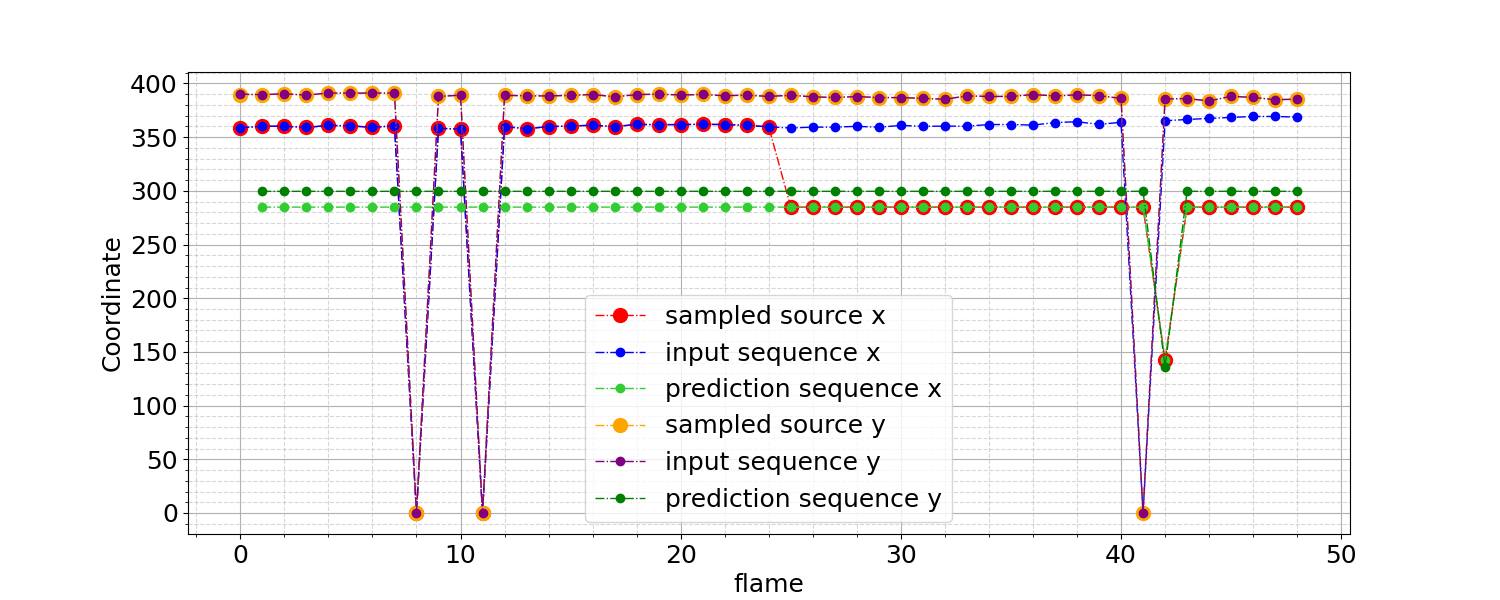 400
350
300
250
200
150
100
50
0
Coordinate
sampled source x
input sequence x
prediction sequence x
sampled source y
input sequence y
prediction sequence y
0 10 20 30 40 50
flame